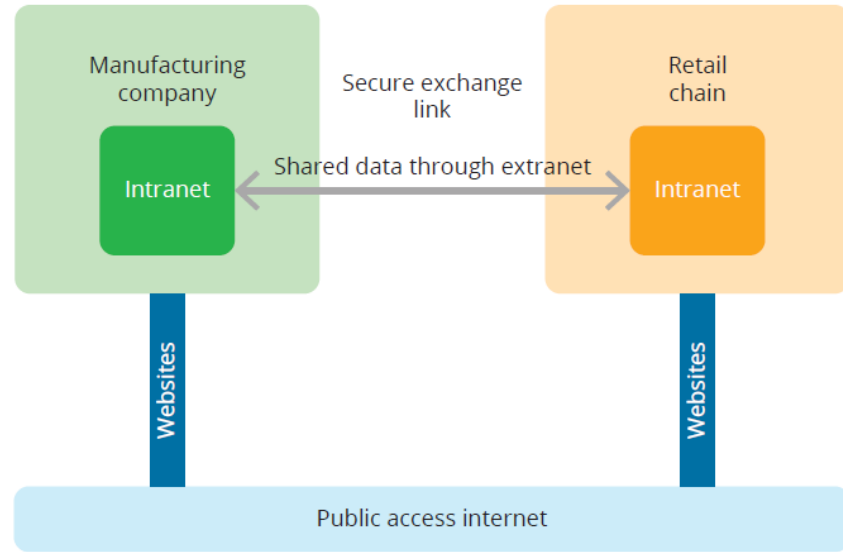 Manufacturing
company
Secure exchange
link
Retail
chain
Shared data through extranet
Intranet
Intranet
Websites
Websites
Public access internet